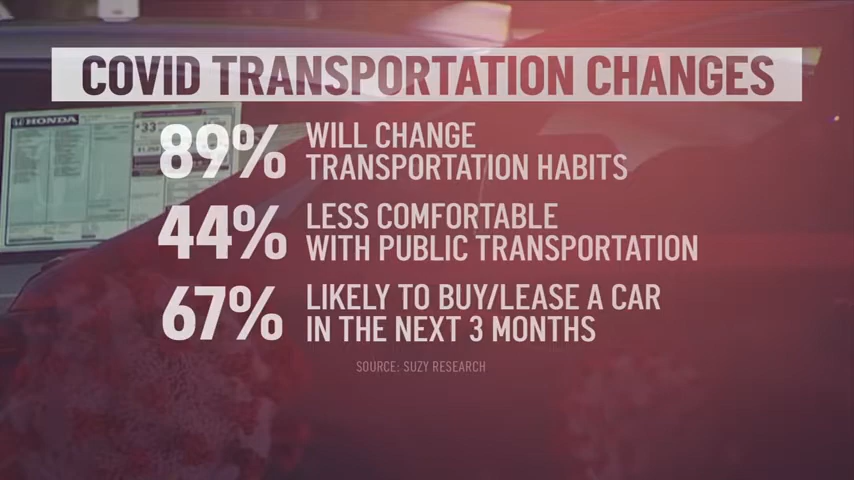 COVID TRANSPORTATION CHANGES
HONDA
89% WILL CHANGE
TRANSPORTATION HABITS
44% LESS COMFORTABLE
WITH PUBLIC TRANSPORTATION
67% LIKELY TO BUY/LEASE A CAR
IN THE NEXT 3 MONTHS
SOURCE: SUZY RESEARCH